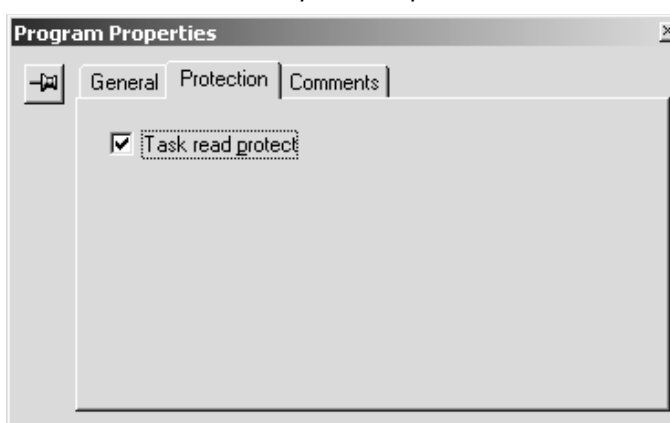 Program Properties
General Protection Comments
Task read protect